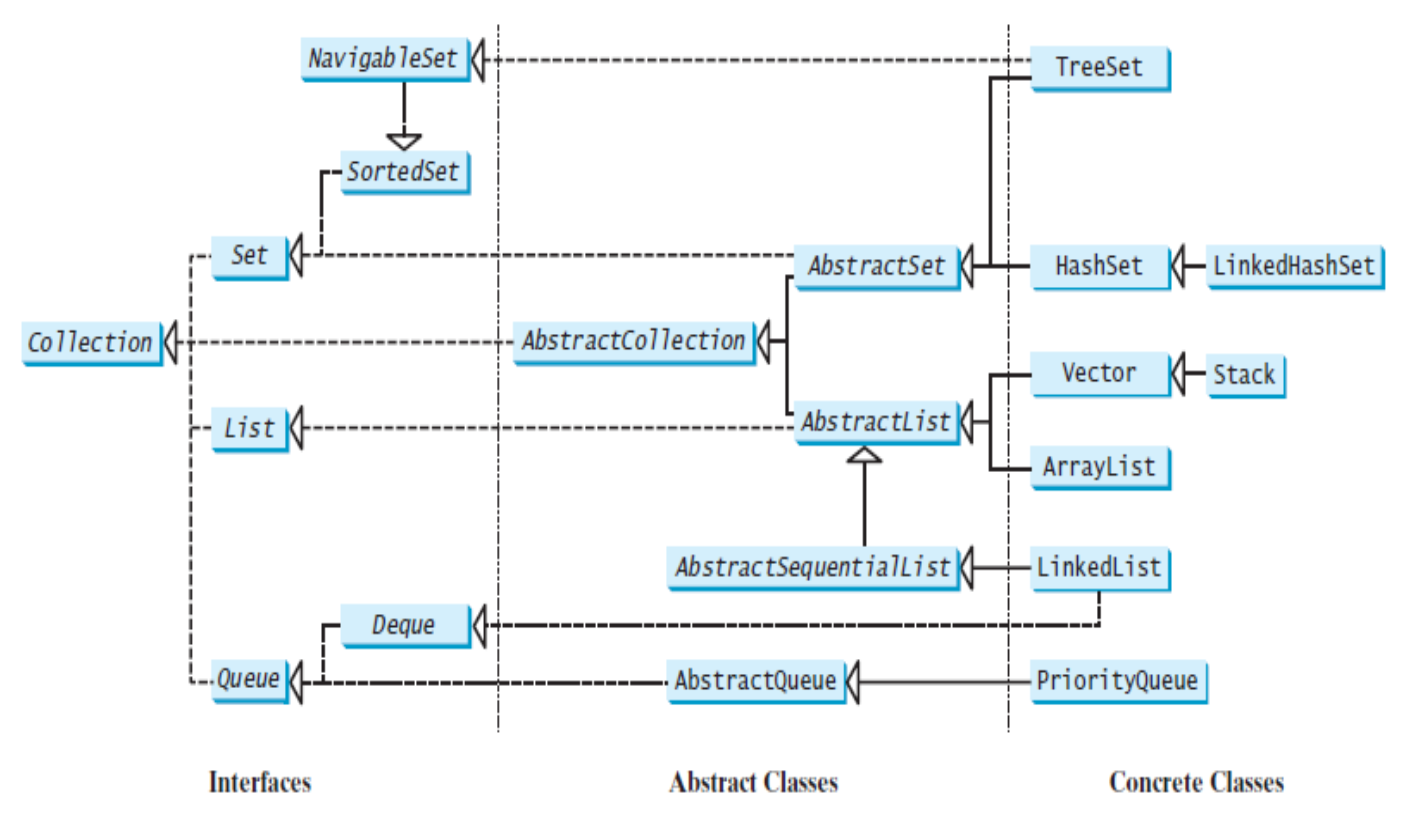 NavigableSet
TreeSet
SortedSet
Set
AbstractSet
HashSet
LinkedHashSet
Collection
AbstractCollection
Vector
Stack
List
AbstractList
ArrayList
AbstractSequentialList
LinkedList
Deque
Queue
AbstractQueue
PriorityQueue
Interfaces
Abstract Classes
Concrete Classes